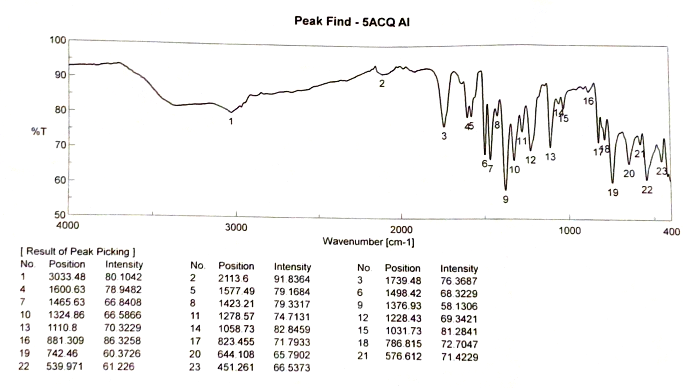 Peak Find - 5ACQ Al
100
90
80
%T
70
60
50
4000 3000 2000 1000 400
Wavenumber [cm-1]
1 2 3 4 5 6 7 8 9 10 11 12 13 14 15 16 17 18 19 20 21 22 23
[ Result of Peak Picking ]
No. Position Intensity No. Position Intensity No. Position Intensity
1 3033.48 80.1042 2 2113.6 91.8364 3 1739.48 76.3687
4 1600.63 78.9482 5 1577.49 79.1684 6 1498.42 68.3229
7 1465.63 66.8408 8 1423.21 79.3317 9 1376.93 58.1306
10 1324.86 66.5866 11 1278.57 74.7131 12 1228.43 69.3421
13 1110.8 70.3229 14 1058.73 82.8459 15 1031.73 81.2841
16 881.309 86.3258 17 823.455 71.7933 18 786.815 72.7047
19 742.46 60.3726 20 644.108 65.7902 21 576.612 71.4229
22 539.971 61.226 23 451.261 66.5373